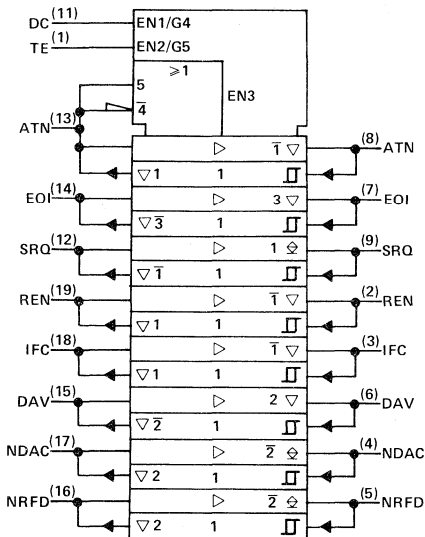 DC (11) EN1/G4
TE (1) EN2/G5
≥1
5 EN3
4̅
ATN (13)
▷ 1̅ ▽ (8) ATN
▽ 1 1
EOI (14) ▷ 3 ▽ (7) EOI
▽ 3̅ 1
SRQ (12) ▷ 1 ⎒ (9) SRQ
▽ 1̅ 1
REN (19) ▷ 1̅ ▽ (2) REN
▽ 1 1
IFC (18) ▷ 1̅ ▽ (3) IFC
▽ 1 1
DAV (15) ▷ 2 ▽ (6) DAV
▽ 2̅ 1
NDAC (17) ▷ 2̅ ⎒ (4) NDAC
▽ 2 1
NRFD (16) ▷ 2̅ ⎒ (5) NRFD
▽ 2 1